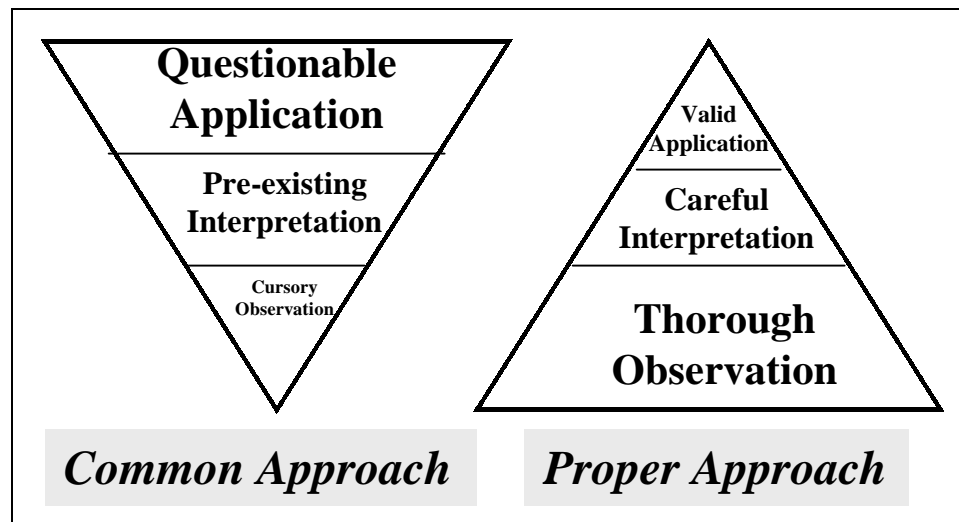 Questionable
Application
Pre-existing
Interpretation
Cursory
Observation
Common Approach
Valid
Application
Careful
Interpretation
Thorough
Observation
Proper Approach